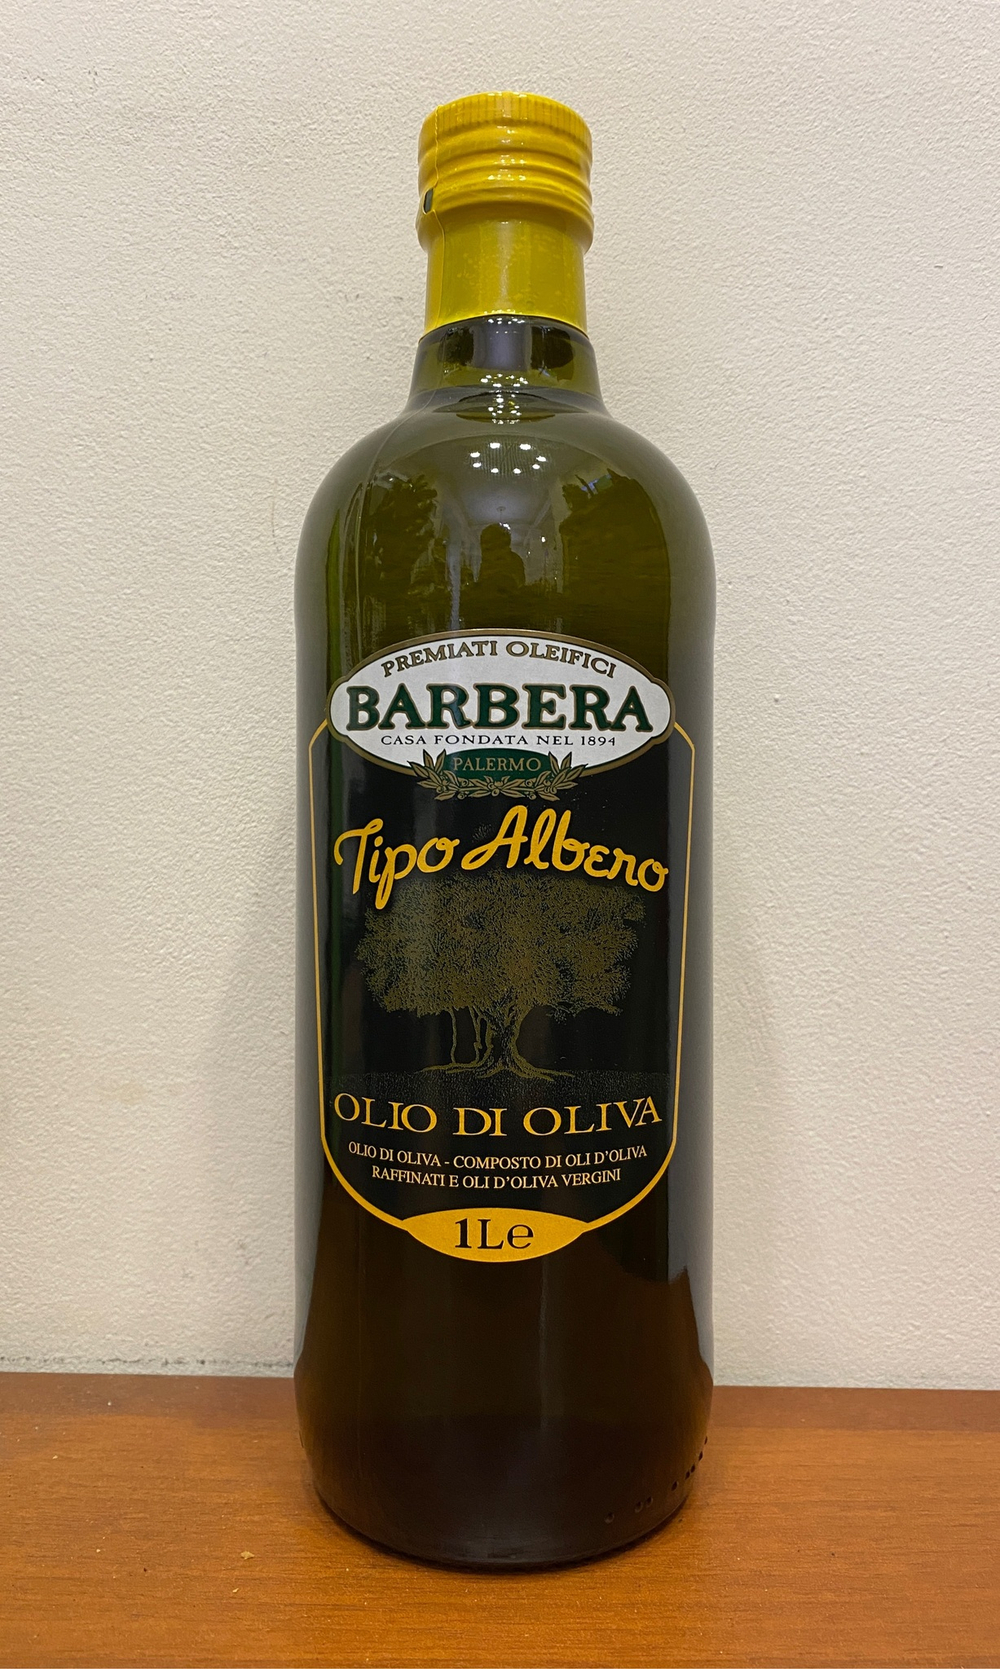 PREMIATI OLEIFICI
BARBERA
CASA FONDATA NEL 1894
PALERMO
Tipo Albero
OLIO DI OLIVA
OLIO DI OLIVA - COMPOSTO DI OLI D'OLIVA
RAFFINATI E OLI D'OLIVA VERGINI
1L℮